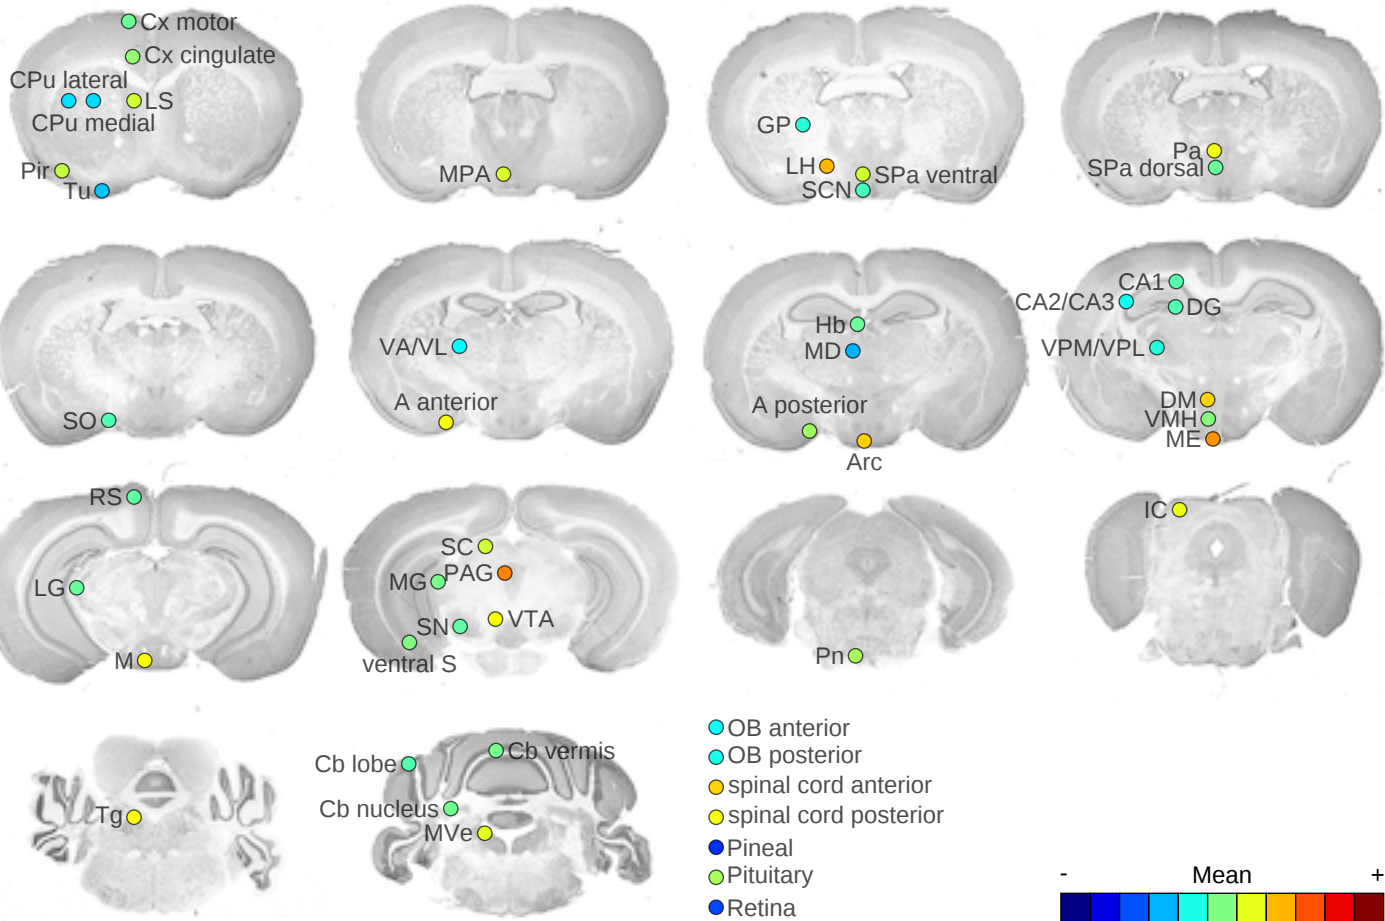 Cx motor
Cx cingulate
CPu lateral
LS
CPu medial
Pir
Tu
MPA
GP
LH
SPa ventral
SCN
Pa
SPa dorsal
SO
VA/VL
A anterior
Hb
MD
A posterior
Arc
CA1
CA2/CA3
DG
VPM/VPL
DM
VMH
ME
RS
LG
M
SC
MG
PAG
SN
VTA
ventral S
Pn
IC
Tg
Cb lobe
Cb vermis
Cb nucleus
MVe
OB anterior
OB posterior
spinal cord anterior
spinal cord posterior
Pineal
Pituitary
Retina
- Mean +